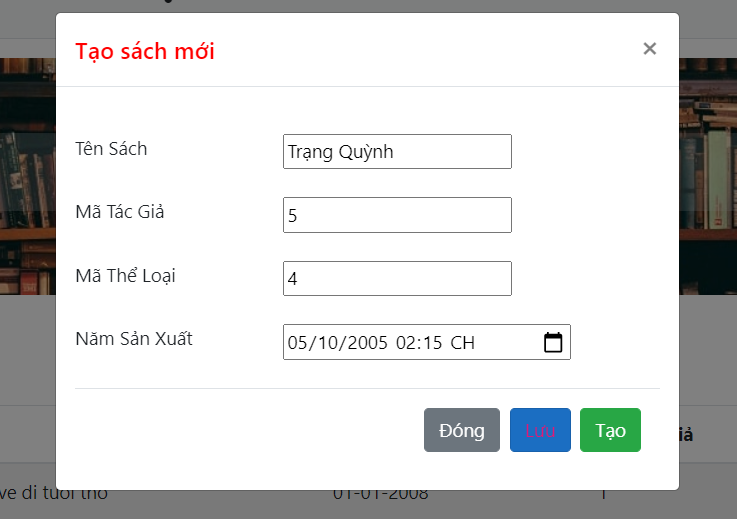 Tạo sách mới
×
Tên Sách
Trạng Quỳnh
Mã Tác Giả
5
Mã Thể Loại
4
Năm Sản Xuất
05/10/2005 02:15 CH
Đóng Lưu Tạo
iả
01-01-2008
1